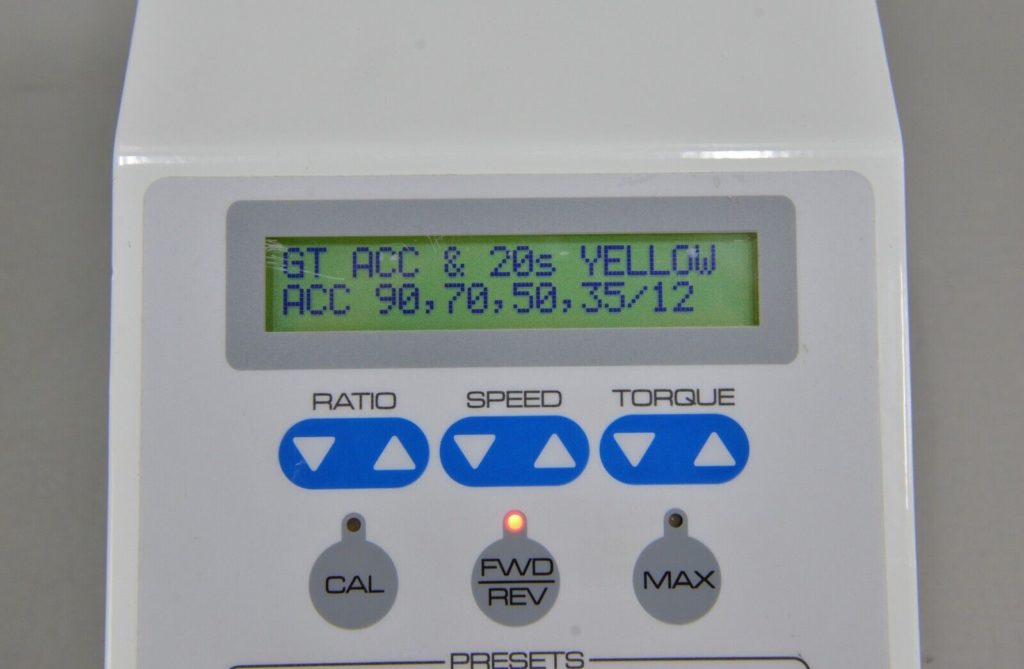 GT ACC & 20s YELLOW
ACC 90,70,50,35/12
RATIO SPEED TORQUE
CAL FWD/REV MAX
PRESETS